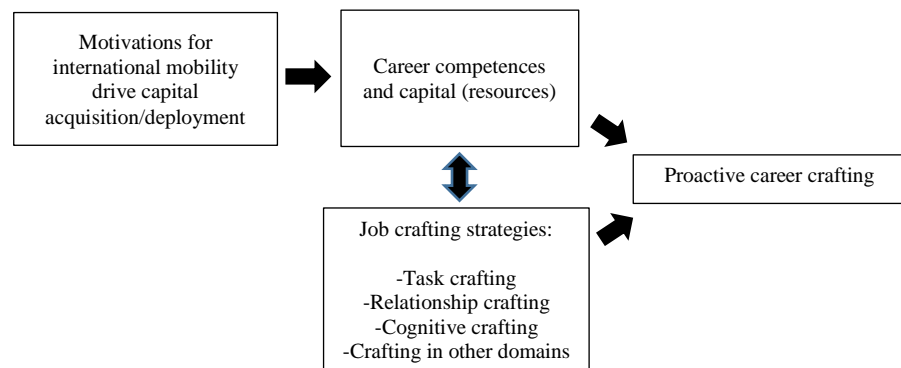 Motivations for
international mobility
drive capital
acquisition/deployment
Career competences
and capital (resources)
Proactive career crafting
Job crafting strategies:
-Task crafting
-Relationship crafting
-Cognitive crafting
-Crafting in other domains